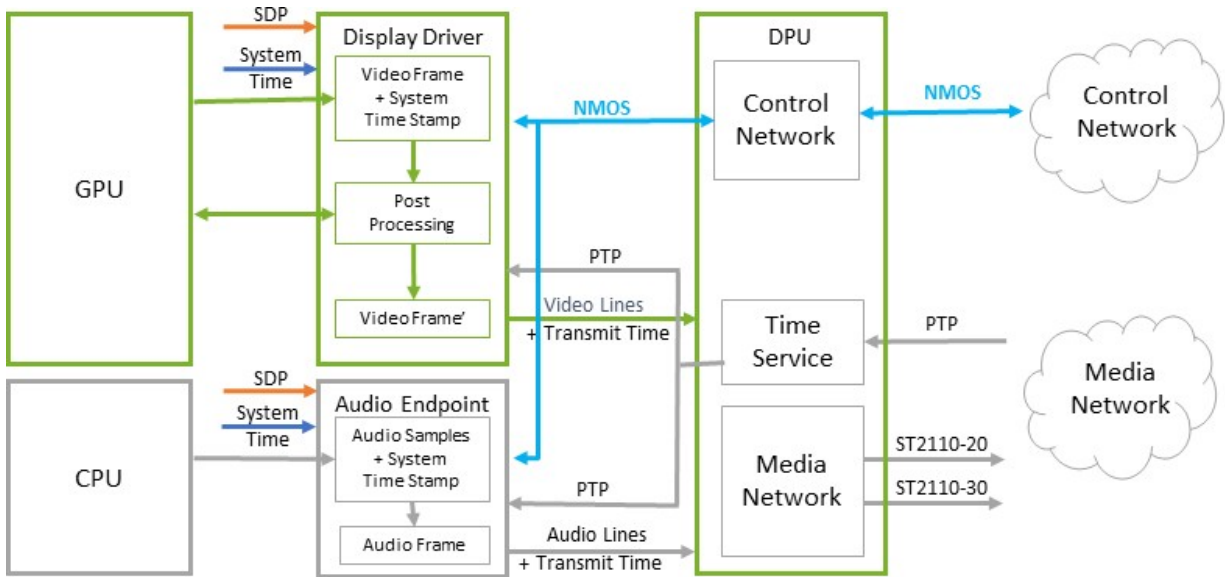 SDP
System
Time
GPU
Display Driver
Video Frame
+ System
Time Stamp
Post
Processing
Video Frame'
NMOS
PTP
Video Lines
+ Transmit Time
DPU
Control
Network
NMOS
Control
Network
Time
Service
PTP
Media
Network
SDP
System
Time
CPU
Audio Endpoint
Audio Samples
+ System
Time Stamp
Audio Frame
PTP
Audio Lines
+ Transmit Time
Media
Network
ST2110-20
ST2110-30